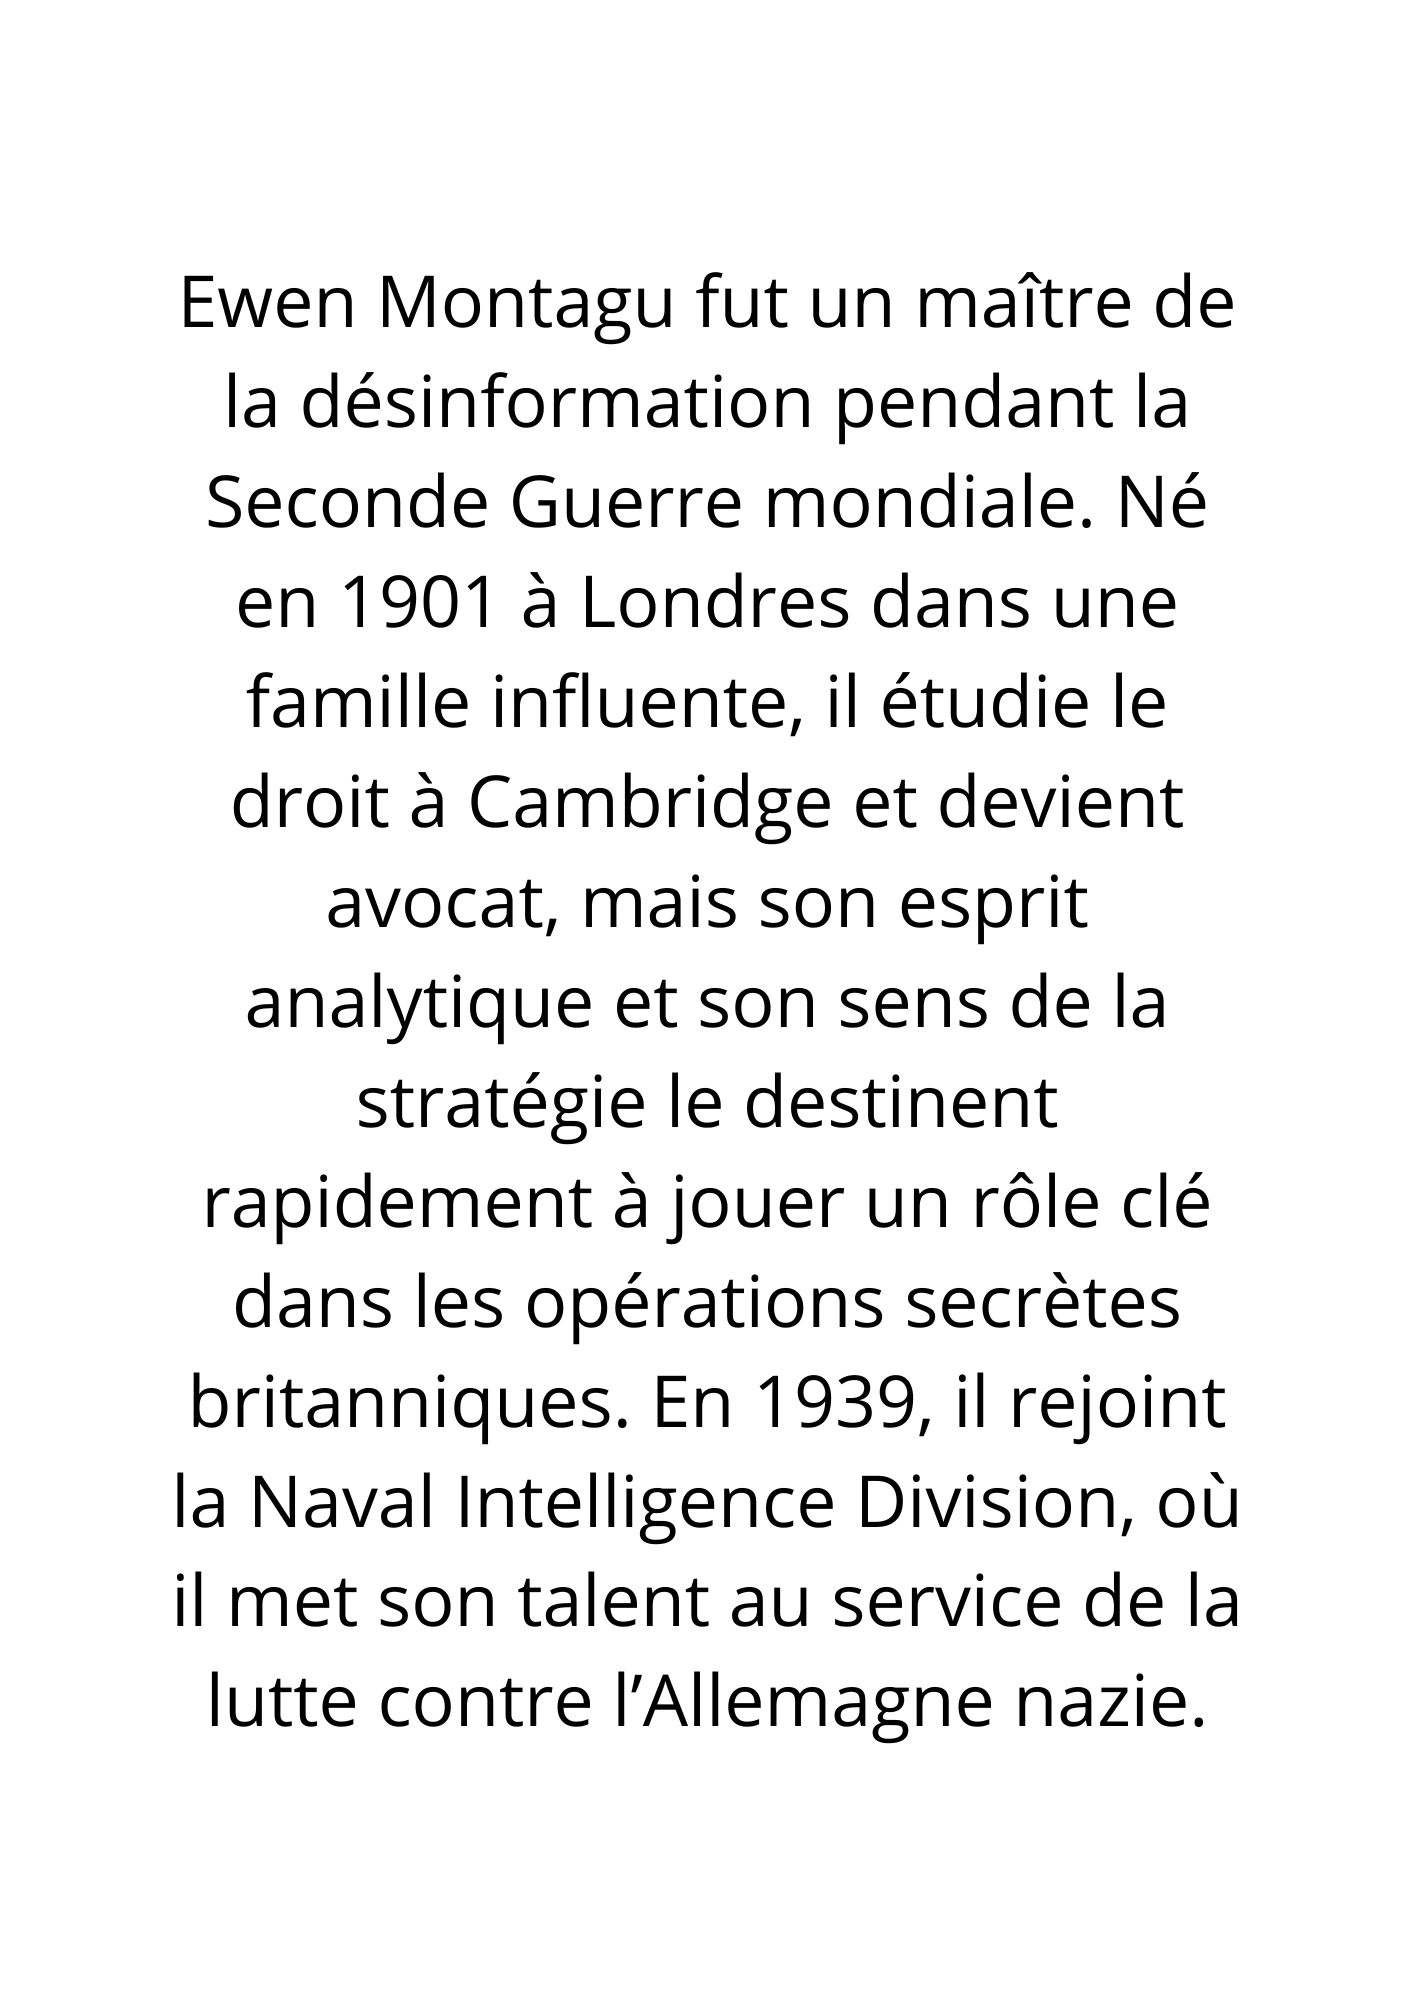 Ewen Montagu fut un maître de
la désinformation pendant la
Seconde Guerre mondiale. Né
en 1901 à Londres dans une
famille influente, il étudie le
droit à Cambridge et devient
avocat, mais son esprit
analytique et son sens de la
stratégie le destinent
rapidement à jouer un rôle clé
dans les opérations secrètes
britanniques. En 1939, il rejoint
la Naval Intelligence Division, où
il met son talent au service de la
lutte contre l’Allemagne nazie.